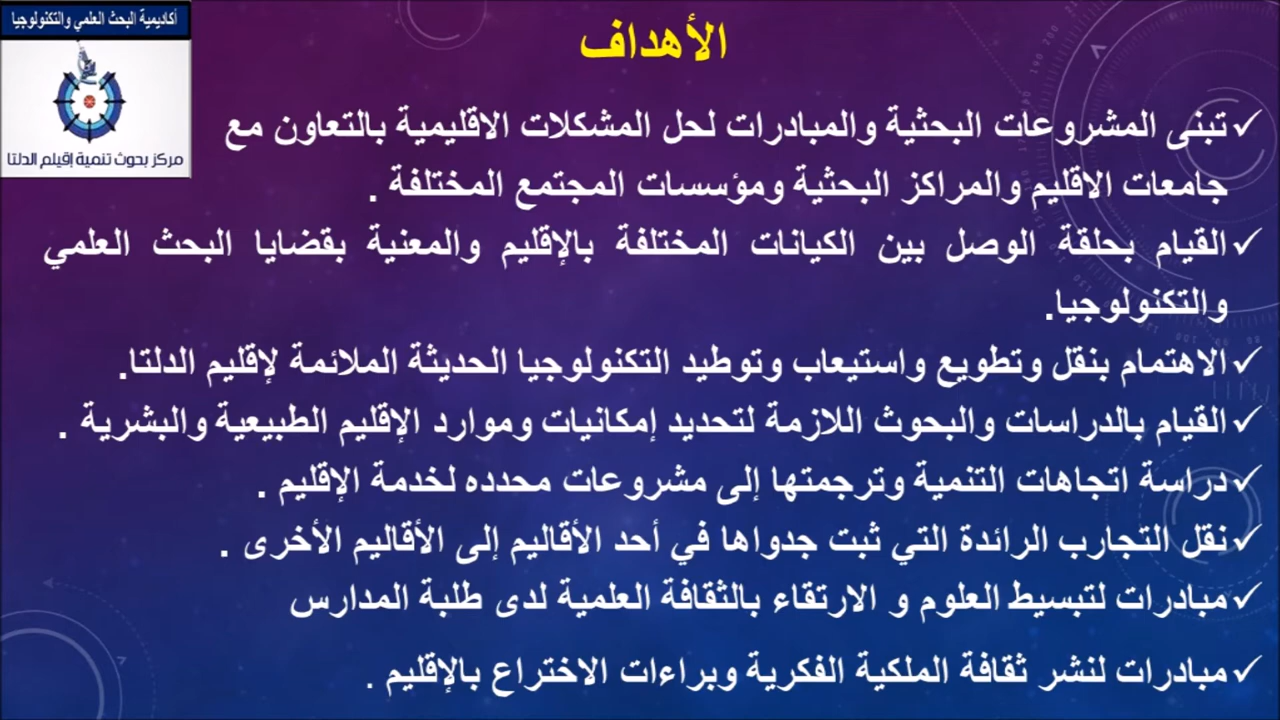 أكاديمية البحث العلمي والتكنولوجيا
مركز بحوث تنمية إقيلم الدلتا
الأهداف
✓تبنى المشروعات البحثية والمبادرات لحل المشكلات الاقليمية بالتعاون مع
جامعات الاقليم والمراكز البحثية ومؤسسات المجتمع المختلفة .
✓القيام بحلقة الوصل بين الكيانات المختلفة بالإقليم والمعنية بقضايا البحث العلمي
والتكنولوجيا.
✓الاهتمام بنقل وتطويع واستيعاب وتوطيد التكنولوجيا الحديثة الملائمة لإقليم الدلتا.
✓القيام بالدراسات والبحوث اللازمة لتحديد إمكانيات وموارد الإقليم الطبيعية والبشرية .
✓دراسة اتجاهات التنمية وترجمتها إلى مشروعات محدده لخدمة الإقليم .
✓نقل التجارب الرائدة التي ثبت جدواها في أحد الأقاليم إلى الأقاليم الأخرى .
✓مبادرات لتبسيط العلوم و الارتقاء بالثقافة العلمية لدى طلبة المدارس
✓مبادرات لنشر ثقافة الملكية الفكرية وبراءات الاختراع بالإقليم .